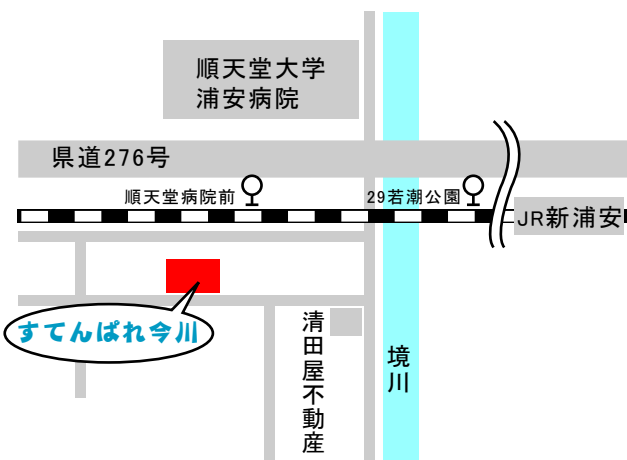 順天堂大学
浦安病院
県道276号
順天堂病院前
29若潮公園
JR新浦安
すてんぱれ今川
清田屋不動産
境川